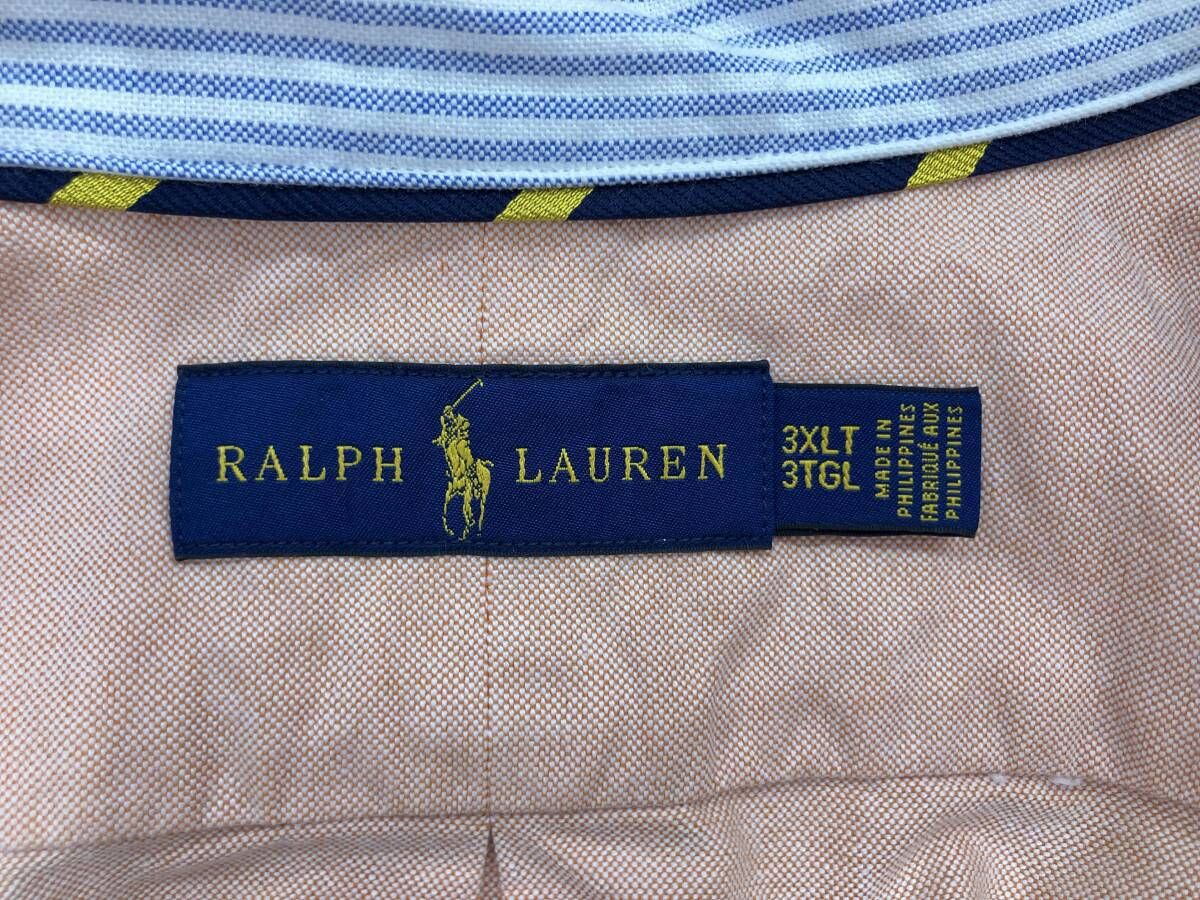 RALPH LAUREN
3XLT
3TGL
MADE IN
PHILIPPINES
FABRIQUÉ AUX
PHILIPPINES